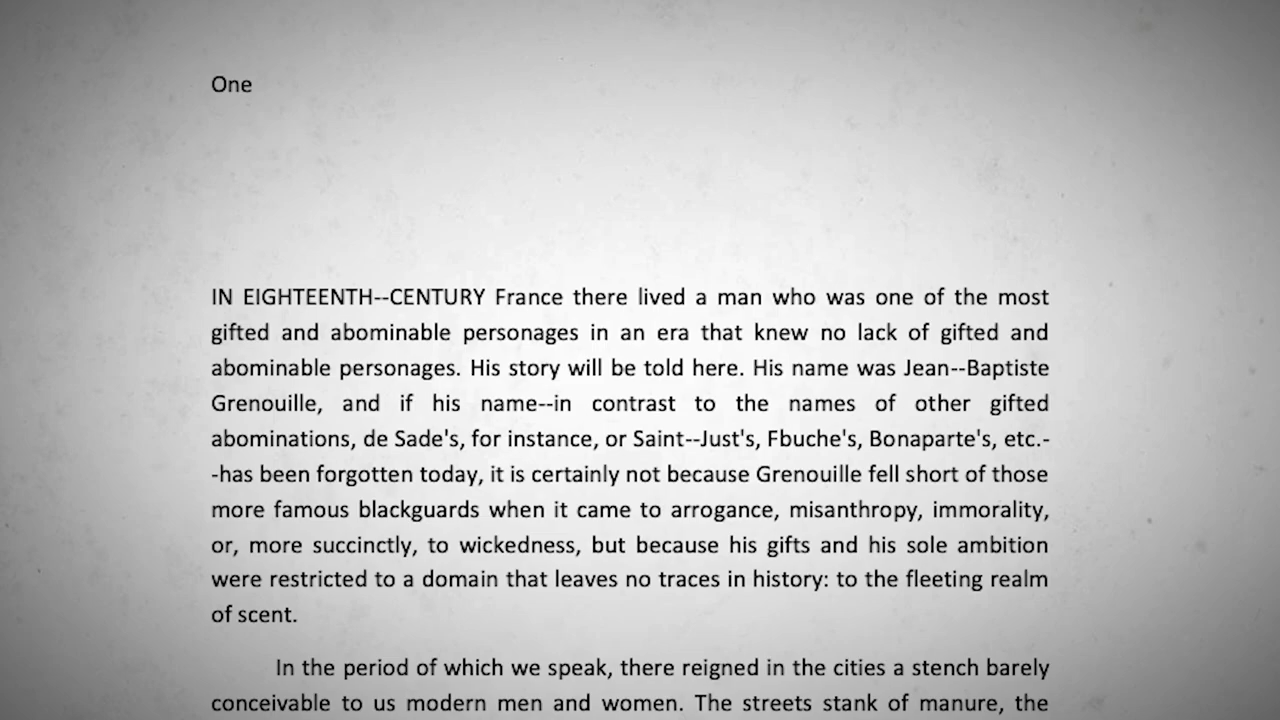 One
IN EIGHTEENTH--CENTURY France there lived a man who was one of the most
gifted and abominable personages in an era that knew no lack of gifted and
abominable personages. His story will be told here. His name was Jean--Baptiste
Grenouille, and if his name--in contrast to the names of other gifted
abominations, de Sade's, for instance, or Saint--Just's, Fbuche's, Bonaparte's, etc.-
-has been forgotten today, it is certainly not because Grenouille fell short of those
more famous blackguards when it came to arrogance, misanthropy, immorality,
or, more succinctly, to wickedness, but because his gifts and his sole ambition
were restricted to a domain that leaves no traces in history: to the fleeting realm
of scent.
In the period of which we speak, there reigned in the cities a stench barely
conceivable to us modern men and women. The streets stank of manure, the